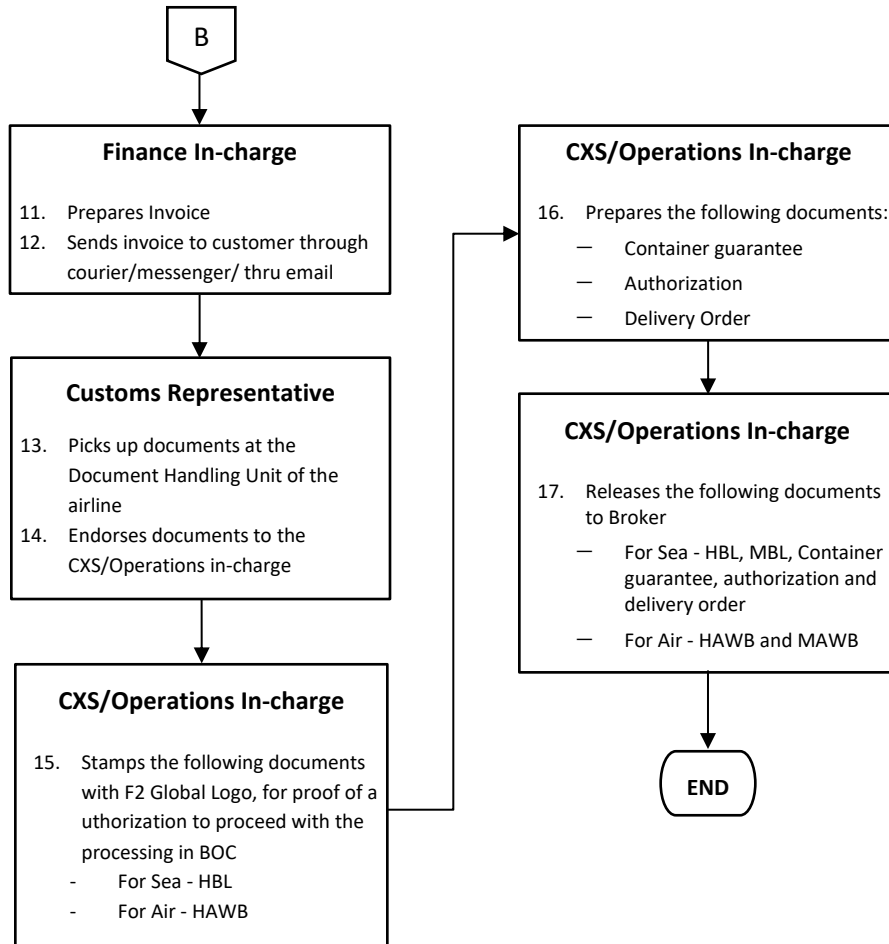 B
Finance In-charge
11. Prepares Invoice
12. Sends invoice to customer through
courier/messenger/ thru email
Customs Representative
13. Picks up documents at the
Document Handling Unit of the
airline
14. Endorses documents to the
CXS/Operations in-charge
CXS/Operations In-charge
15. Stamps the following documents
with F2 Global Logo, for proof of a
uthorization to proceed with the
processing in BOC
- For Sea - HBL
- For Air - HAWB
CXS/Operations In-charge
16. Prepares the following documents:
— Container guarantee
— Authorization
— Delivery Order
CXS/Operations In-charge
17. Releases the following documents
to Broker
— For Sea - HBL, MBL, Container
guarantee, authorization and
delivery order
— For Air - HAWB and MAWB
END